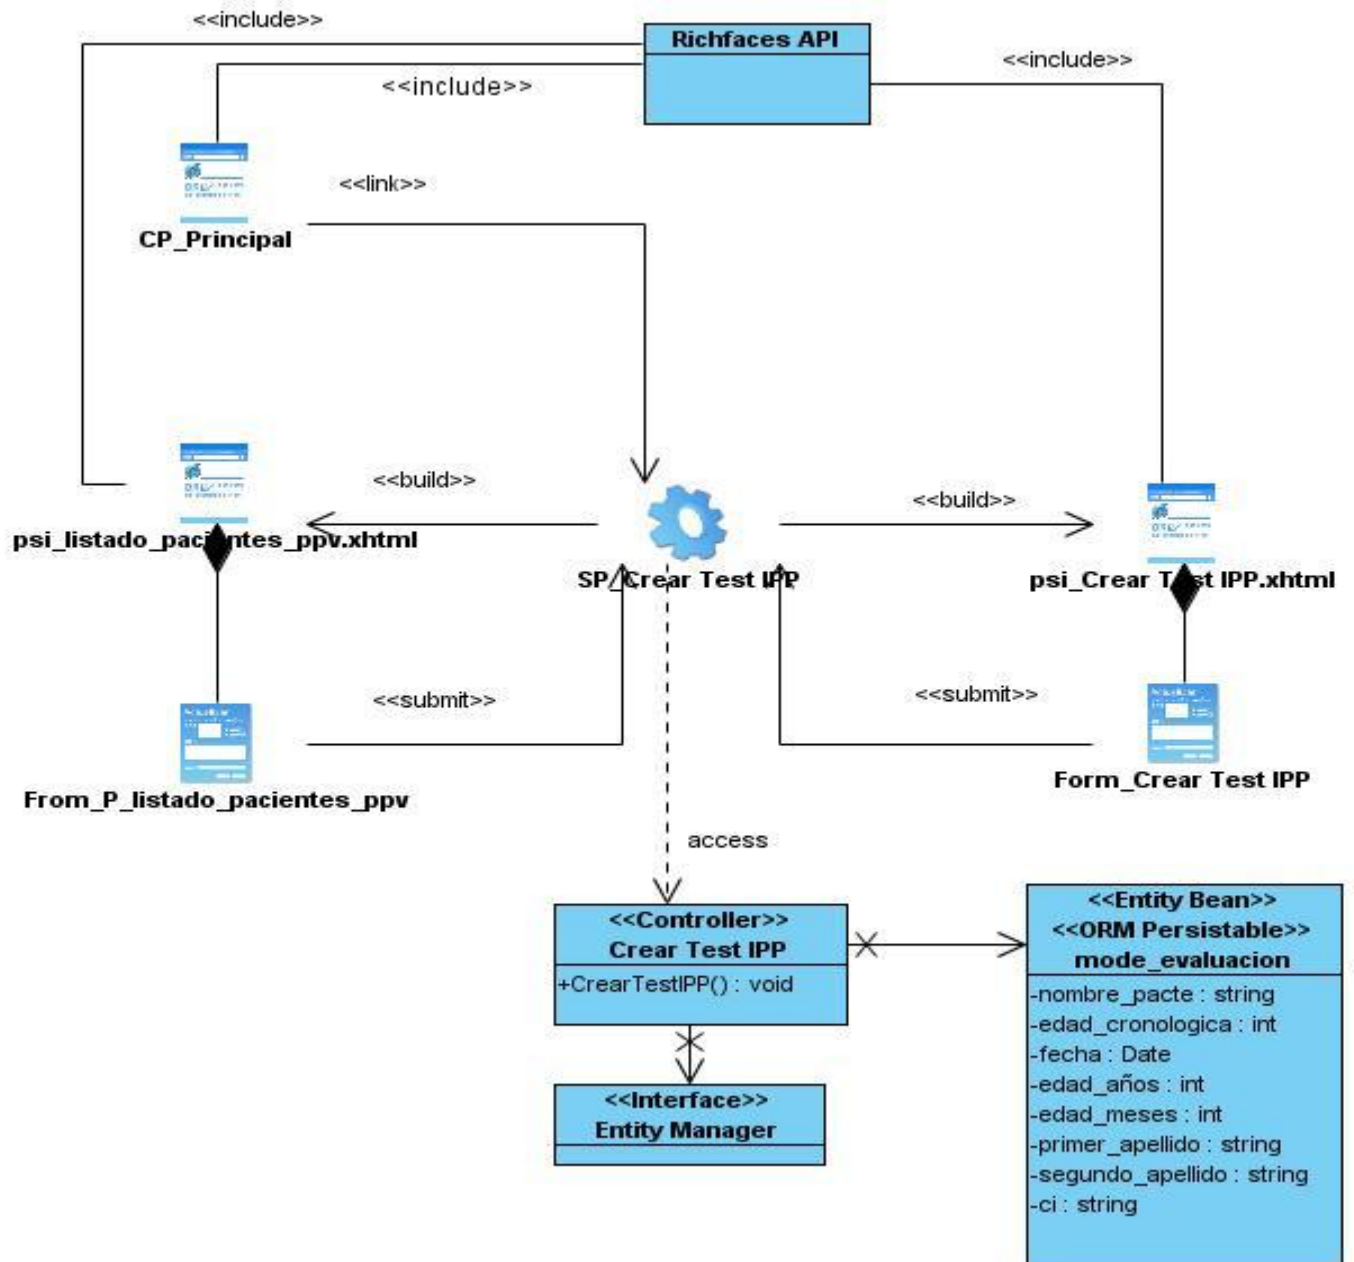 <<include>>
Richfaces API
<<include>>
<<include>>
<<link>>
CP_Principal
<<build>>
<<build>>
psi_listado_pacientes_ppv.xhtml
SP_Crear Test IPP
psi_Crear Test IPP.xhtml
<<submit>>
<<submit>>
From_P_listado_pacientes_ppv
Form_Crear Test IPP
access
<<Controller>>
Crear Test IPP
+CrearTestIPP() : void
<<Interface>>
Entity Manager
<<Entity Bean>>
<<ORM Persistable>>
mode_evaluacion
-nombre_pacte : string
-edad_cronologica : int
-fecha : Date
-edad_años : int
-edad_meses : int
-primer_apellido : string
-segundo_apellido : string
-ci : string